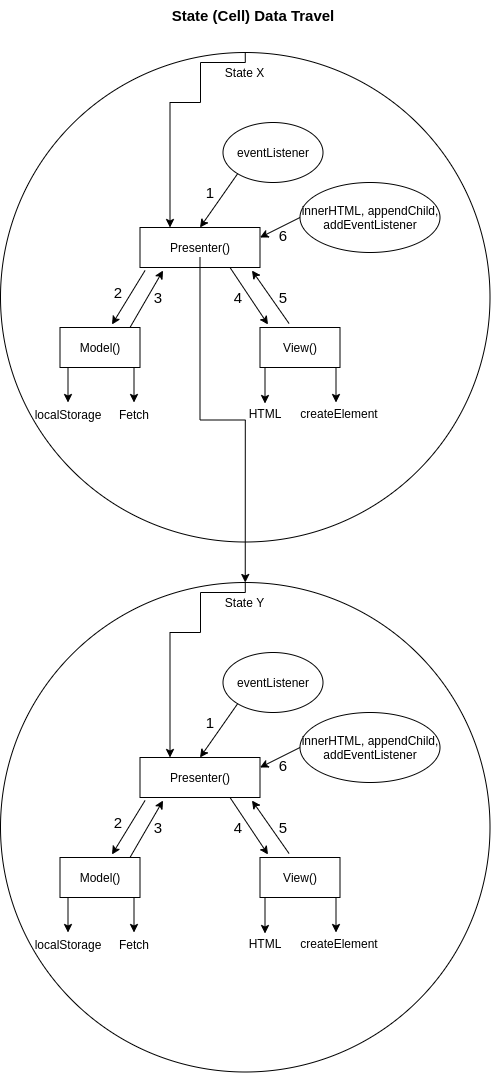 State (Cell) Data Travel
State X
eventListener
1
innerHTML, appendChild,
addEventListener
6
Presenter()
2
3
4
5
Model()
View()
localStorage
Fetch
HTML
createElement
State Y
eventListener
1
innerHTML, appendChild,
addEventListener
6
Presenter()
2
3
4
5
Model()
View()
localStorage
Fetch
HTML
createElement